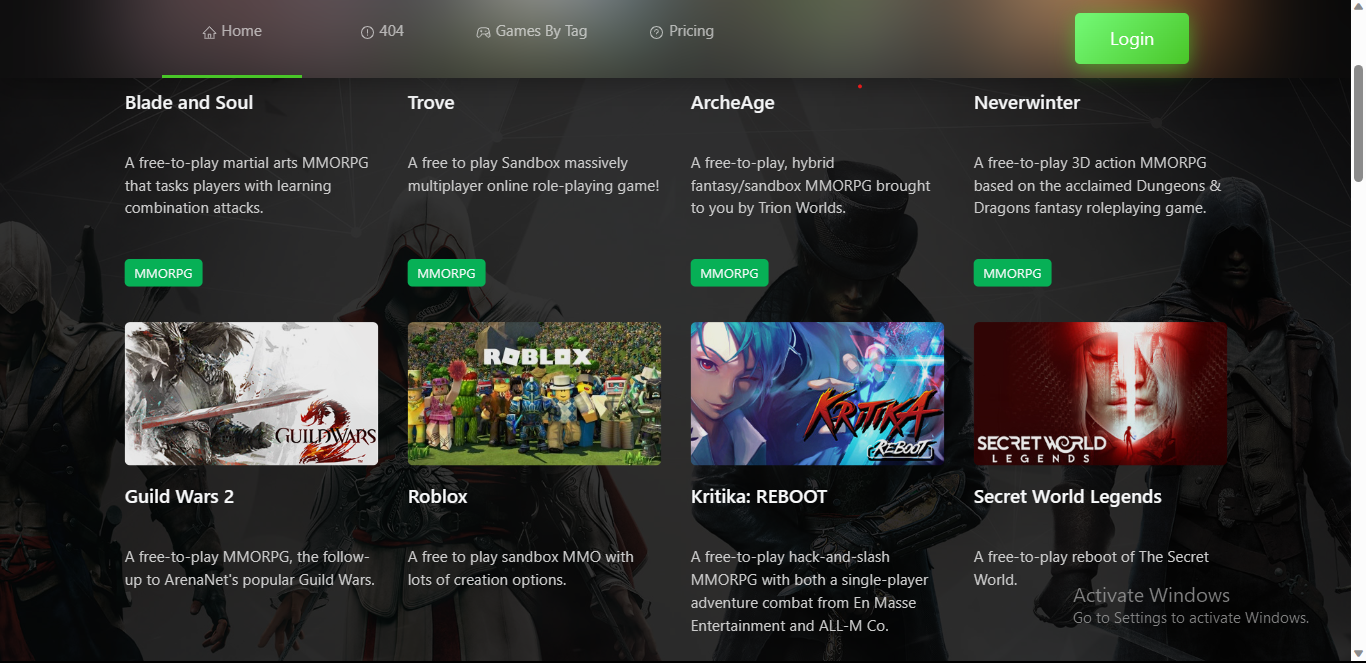 Home
404
Games By Tag
Pricing
Login
Blade and Soul
Trove
ArcheAge
Neverwinter
A free-to-play martial arts MMORPG
that tasks players with learning
combination attacks.
A free to play Sandbox massively
multiplayer online role-playing game!
A free-to-play, hybrid
fantasy/sandbox MMORPG brought
to you by Trion Worlds.
A free-to-play 3D action MMORPG
based on the acclaimed Dungeons &
Dragons fantasy roleplaying game.
MMORPG
MMORPG
MMORPG
MMORPG
GUILD WARS
2
ROBLOX
KRITIKA
REBOOT
SECRET WORLD
LEGENDS
Guild Wars 2
Roblox
Kritika: REBOOT
Secret World Legends
A free-to-play MMORPG, the follow-
up to ArenaNet's popular Guild Wars.
A free to play sandbox MMO with
lots of creation options.
A free-to-play hack-and-slash
MMORPG with both a single-player
adventure combat from En Masse
Entertainment and ALL-M Co.
A free-to-play reboot of The Secret
World.
Activate Windows
Go to Settings to activate Windows.